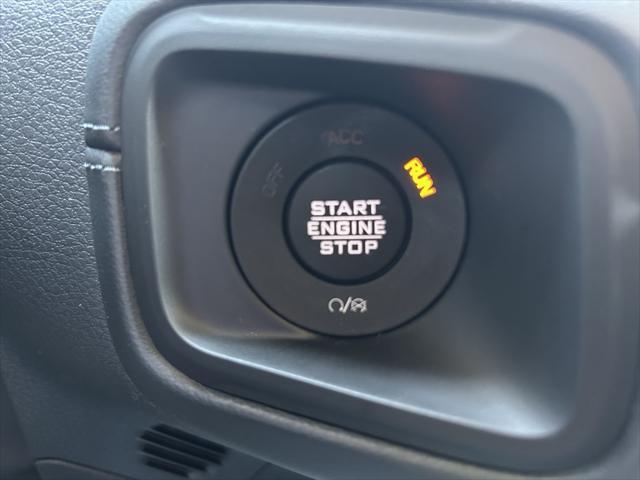 ACC
OFF
RUN
START
ENGINE
STOP